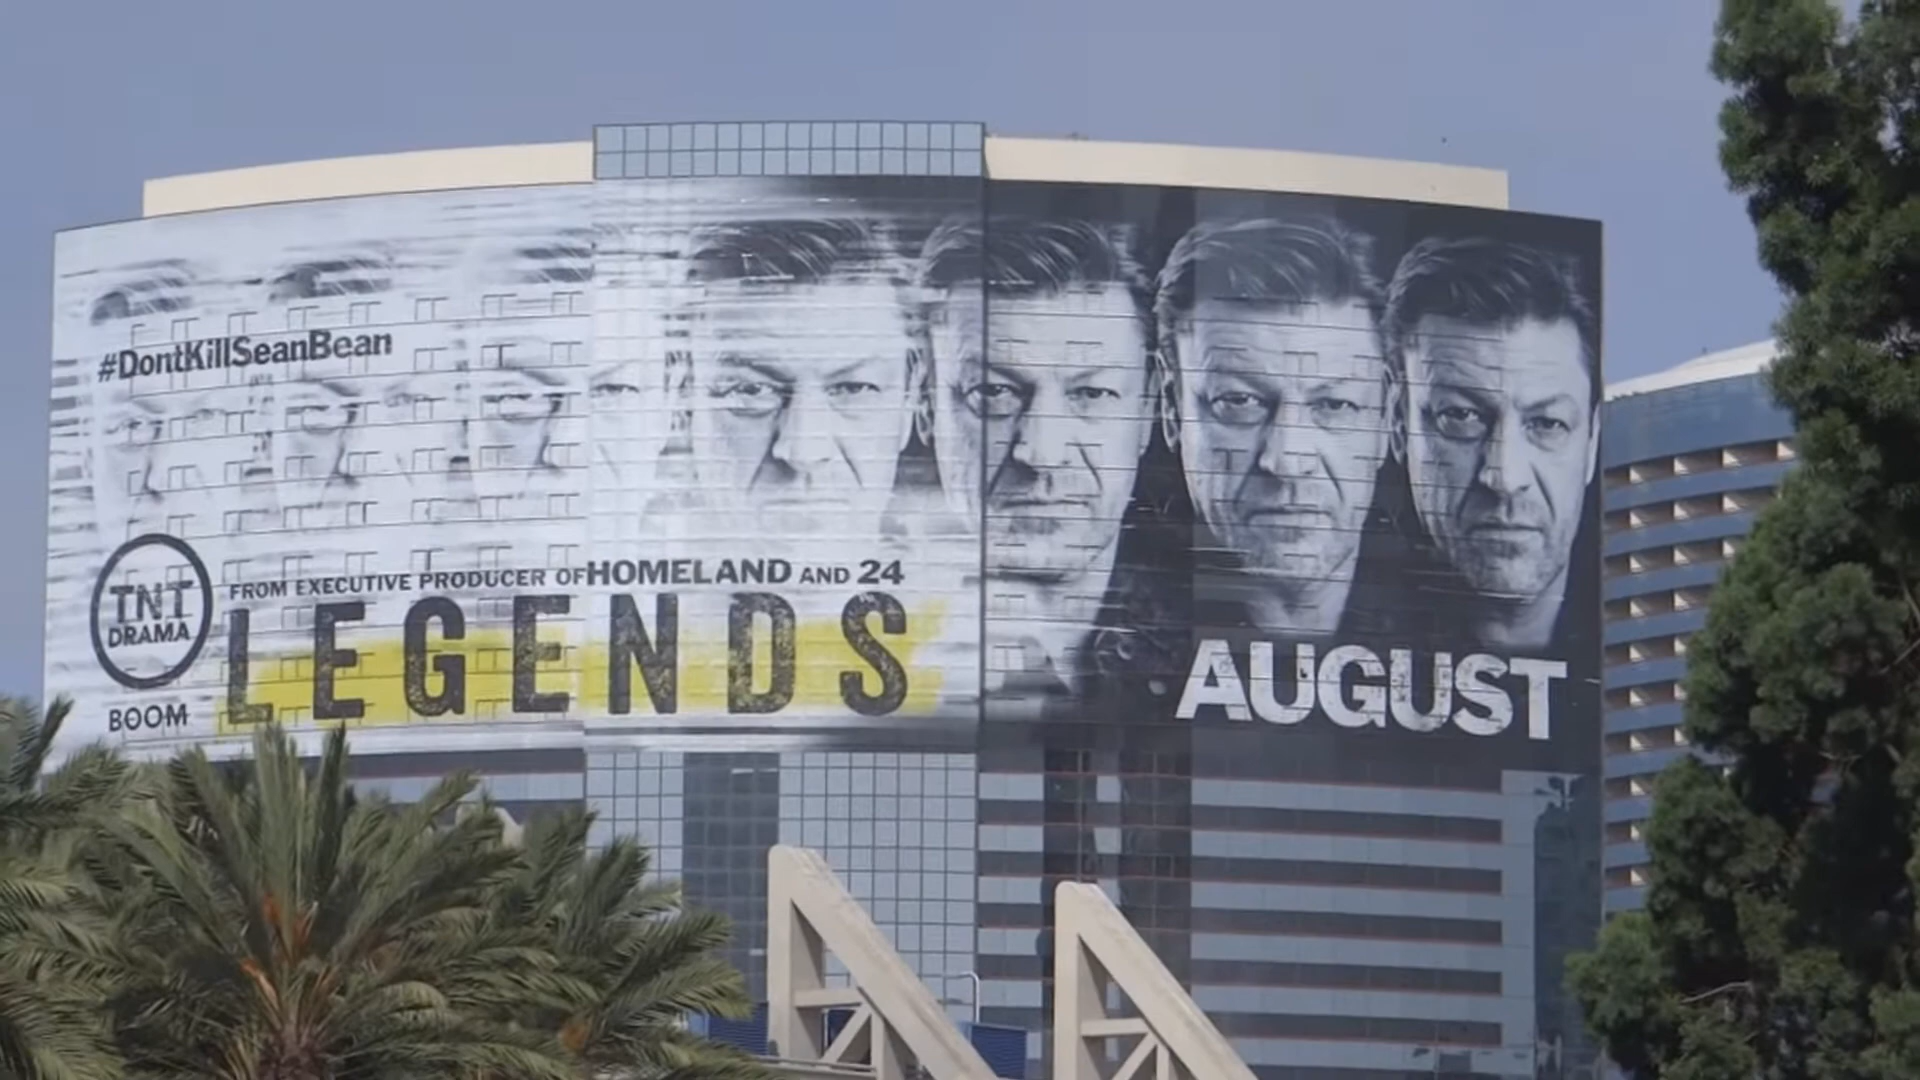 #DontKillSeanBean
TNT
DRAMA
BOOM
FROM EXECUTIVE PRODUCER OF HOMELAND AND 24
LEGENDS
AUGUST